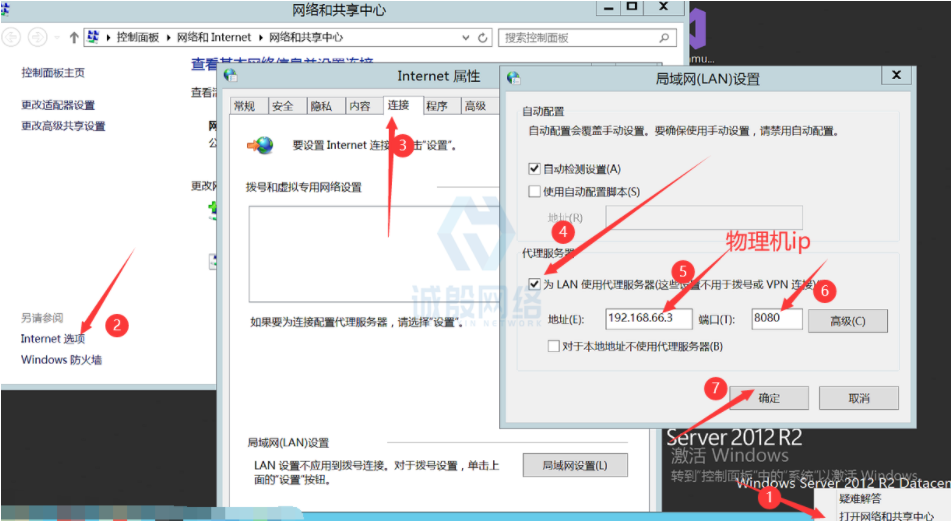 网络和共享中心
控制面板 ▸ 网络和 Internet ▸ 网络和共享中心
搜索控制面板
控制面板主页
更改适配器设置
更改高级共享设置
查看基本网络信息并设置连接
查看
网
更改网
另请参阅
Internet 选项
Windows 防火墙
2
Internet 属性
常规 安全 隐私 内容 连接 程序 高级
要设置 Internet 连接
击"设置"。
3
拨号和虚拟专用网络设置
如果要为连接配置代理服务器，请选择"设置"。
局域网(LAN)设置
LAN 设置不应用到拨号连接。对于拨号设置，单击上
面的"设置"按钮。
局域网设置(L)
局域网(LAN)设置
自动配置
自动配置会覆盖手动设置。要确保使用手动设置，请禁用自动配置。
自动检测设置(A)
使用自动配置脚本(S)
地址(R)
4
物理机ip
代理服务器
5
为 LAN 使用代理服务器(这些设置不用于拨号或 VPN 连接)
6
地址(E): 192.168.66.3 端口(T): 8080 高级(C)
对于本地地址不使用代理服务器(B)
7
确定 取消
诚殷网络
Server 2012 R2
激活 Windows
转到"控制面板"中的"系统"以激活 Windows。
Windows Server 2012 R2 Datacen
1
疑难解答
打开网络和共享中心
mu...